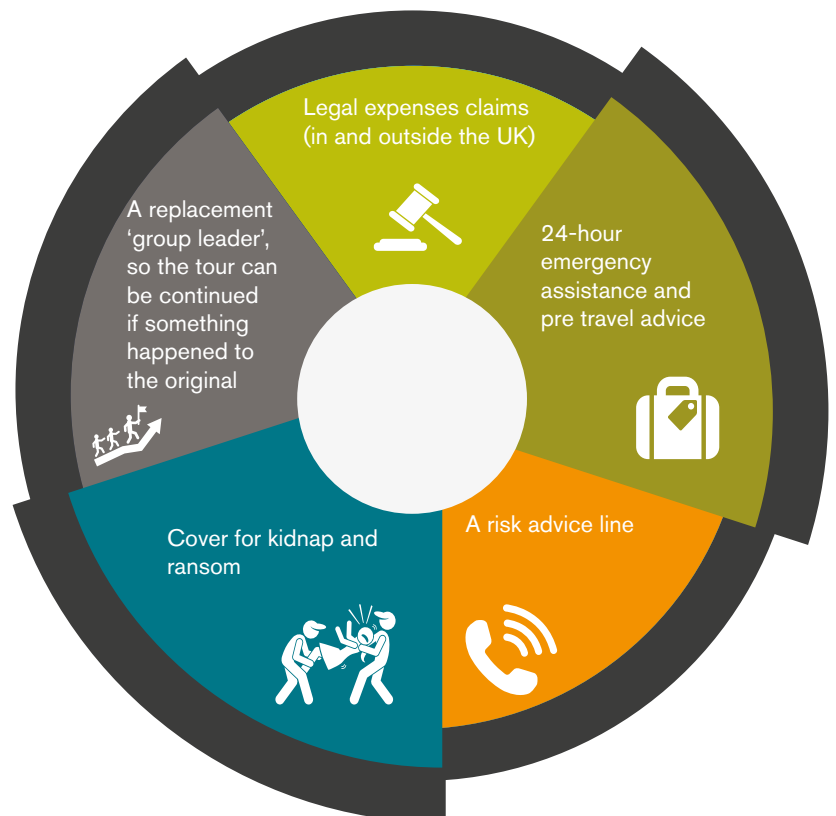 Legal expenses claims
(in and outside the UK)
24-hour
emergency
assistance and
pre travel advice
A risk advice line
Cover for kidnap and
ransom
A replacement
‘group leader’,
so the tour can
be continued
if something
happened to
the original